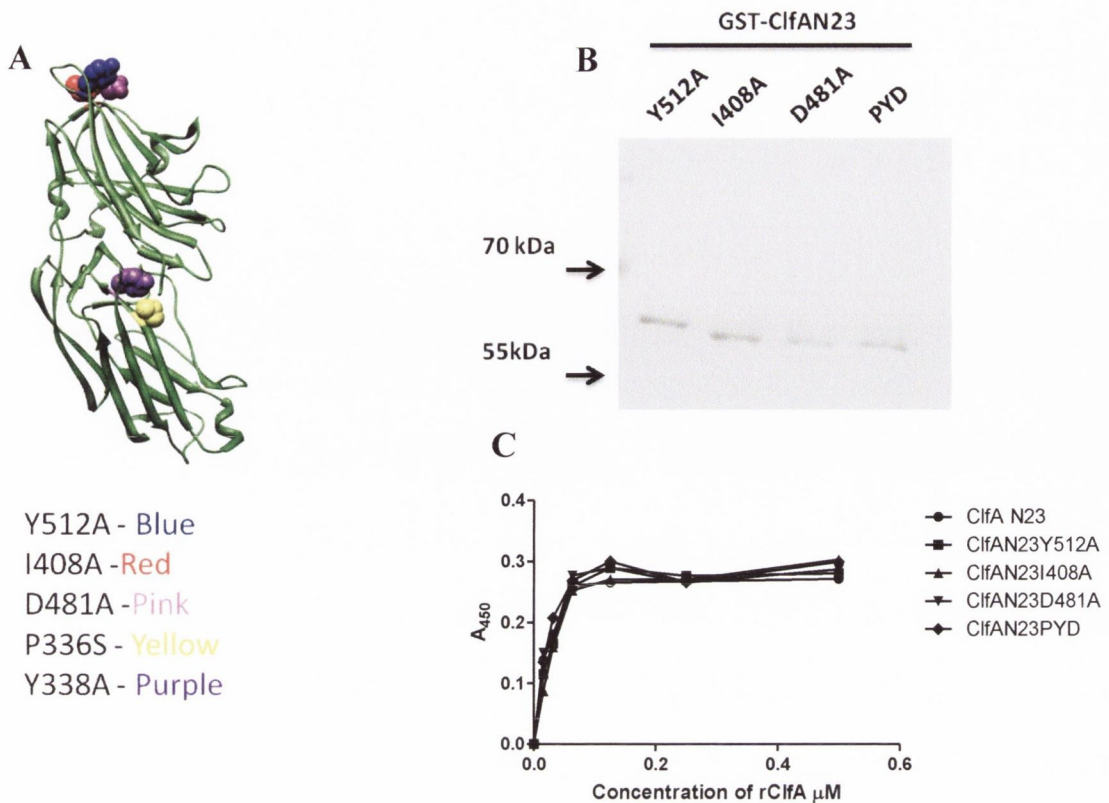 A
Y512A - Blue
I408A -Red
D481A -Pink
P336S - Yellow
Y338A - Purple
GST-ClfAN23
B
Y512A
I408A
D481A
PYD
70 kDa
55kDa
C
0.4
0.3
0.2
0.1
0.0
A450
0.0
0.2
0.4
0.6
Concentration of rClfA μM
ClfA N23
ClfAN23Y512A
ClfAN23I408A
ClfAN23D481A
ClfAN23PYD